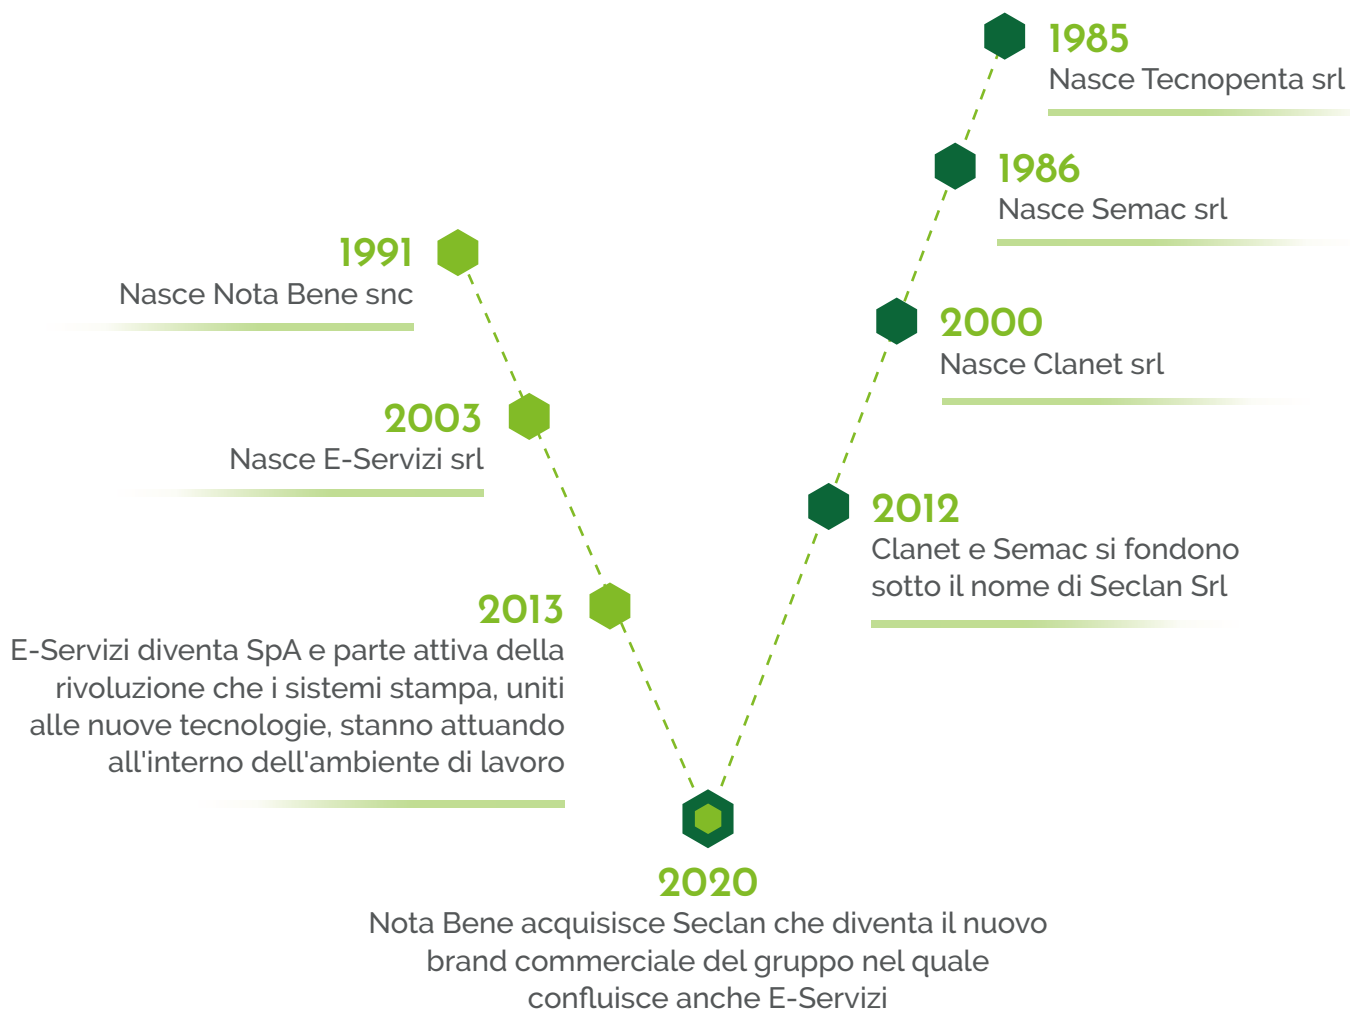 1985
Nasce Tecnopenta srl
1986
Nasce Semac srl
1991
Nasce Nota Bene snc
2000
Nasce Clanet srl
2003
Nasce E-Servizi srl
2012
Clanet e Semac si fondono
sotto il nome di Seclan Srl
2013
E-Servizi diventa SpA e parte attiva della
rivoluzione che i sistemi stampa, uniti
alle nuove tecnologie, stanno attuando
all'interno dell'ambiente di lavoro
2020
Nota Bene acquisisce Seclan che diventa il nuovo
brand commerciale del gruppo nel quale
confluisce anche E-Servizi